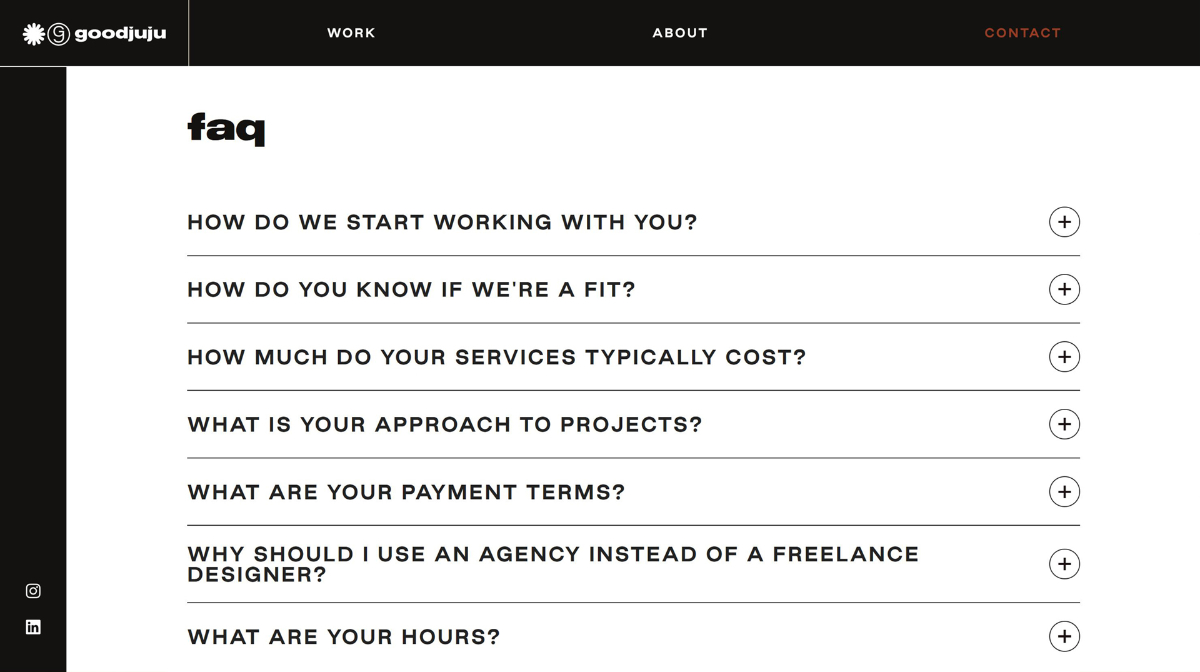 goodjuju
WORK
ABOUT
CONTACT
faq
HOW DO WE START WORKING WITH YOU?
HOW DO YOU KNOW IF WE'RE A FIT?
HOW MUCH DO YOUR SERVICES TYPICALLY COST?
WHAT IS YOUR APPROACH TO PROJECTS?
WHAT ARE YOUR PAYMENT TERMS?
WHY SHOULD I USE AN AGENCY INSTEAD OF A FREELANCE
DESIGNER?
WHAT ARE YOUR HOURS?